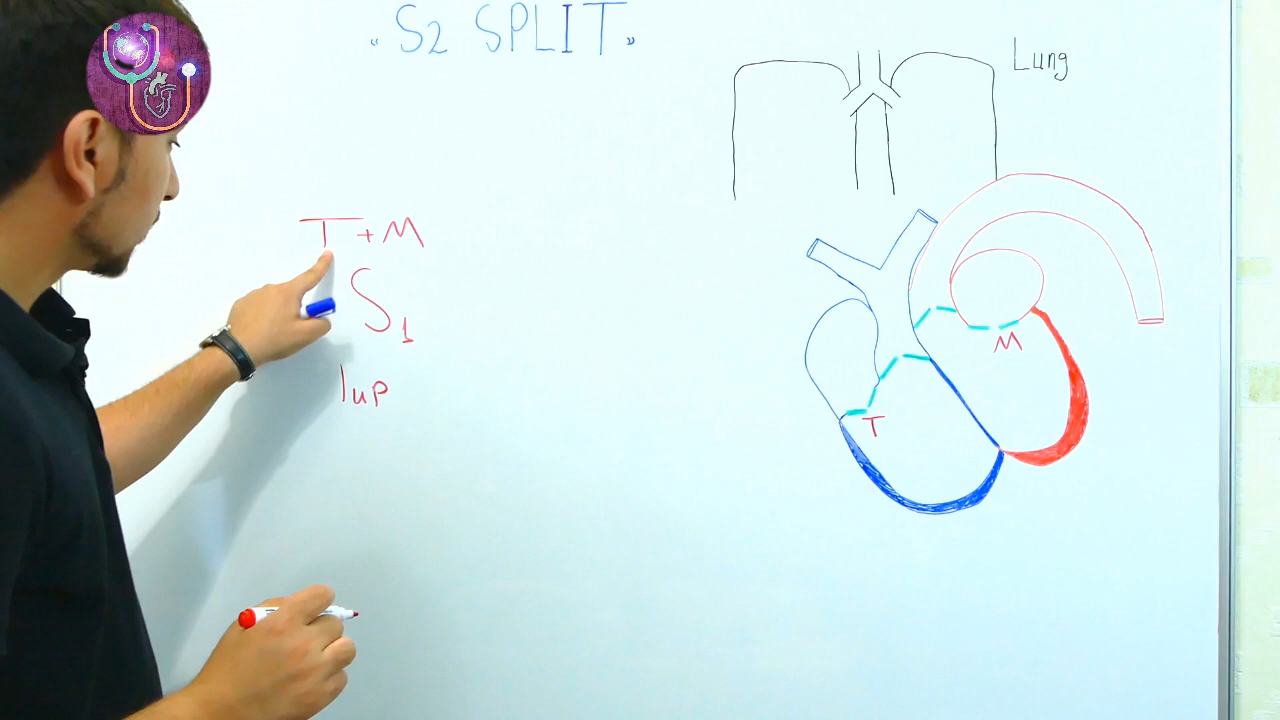 „S2 SPLIT"
Lung
T + M
S1
lup
M
T